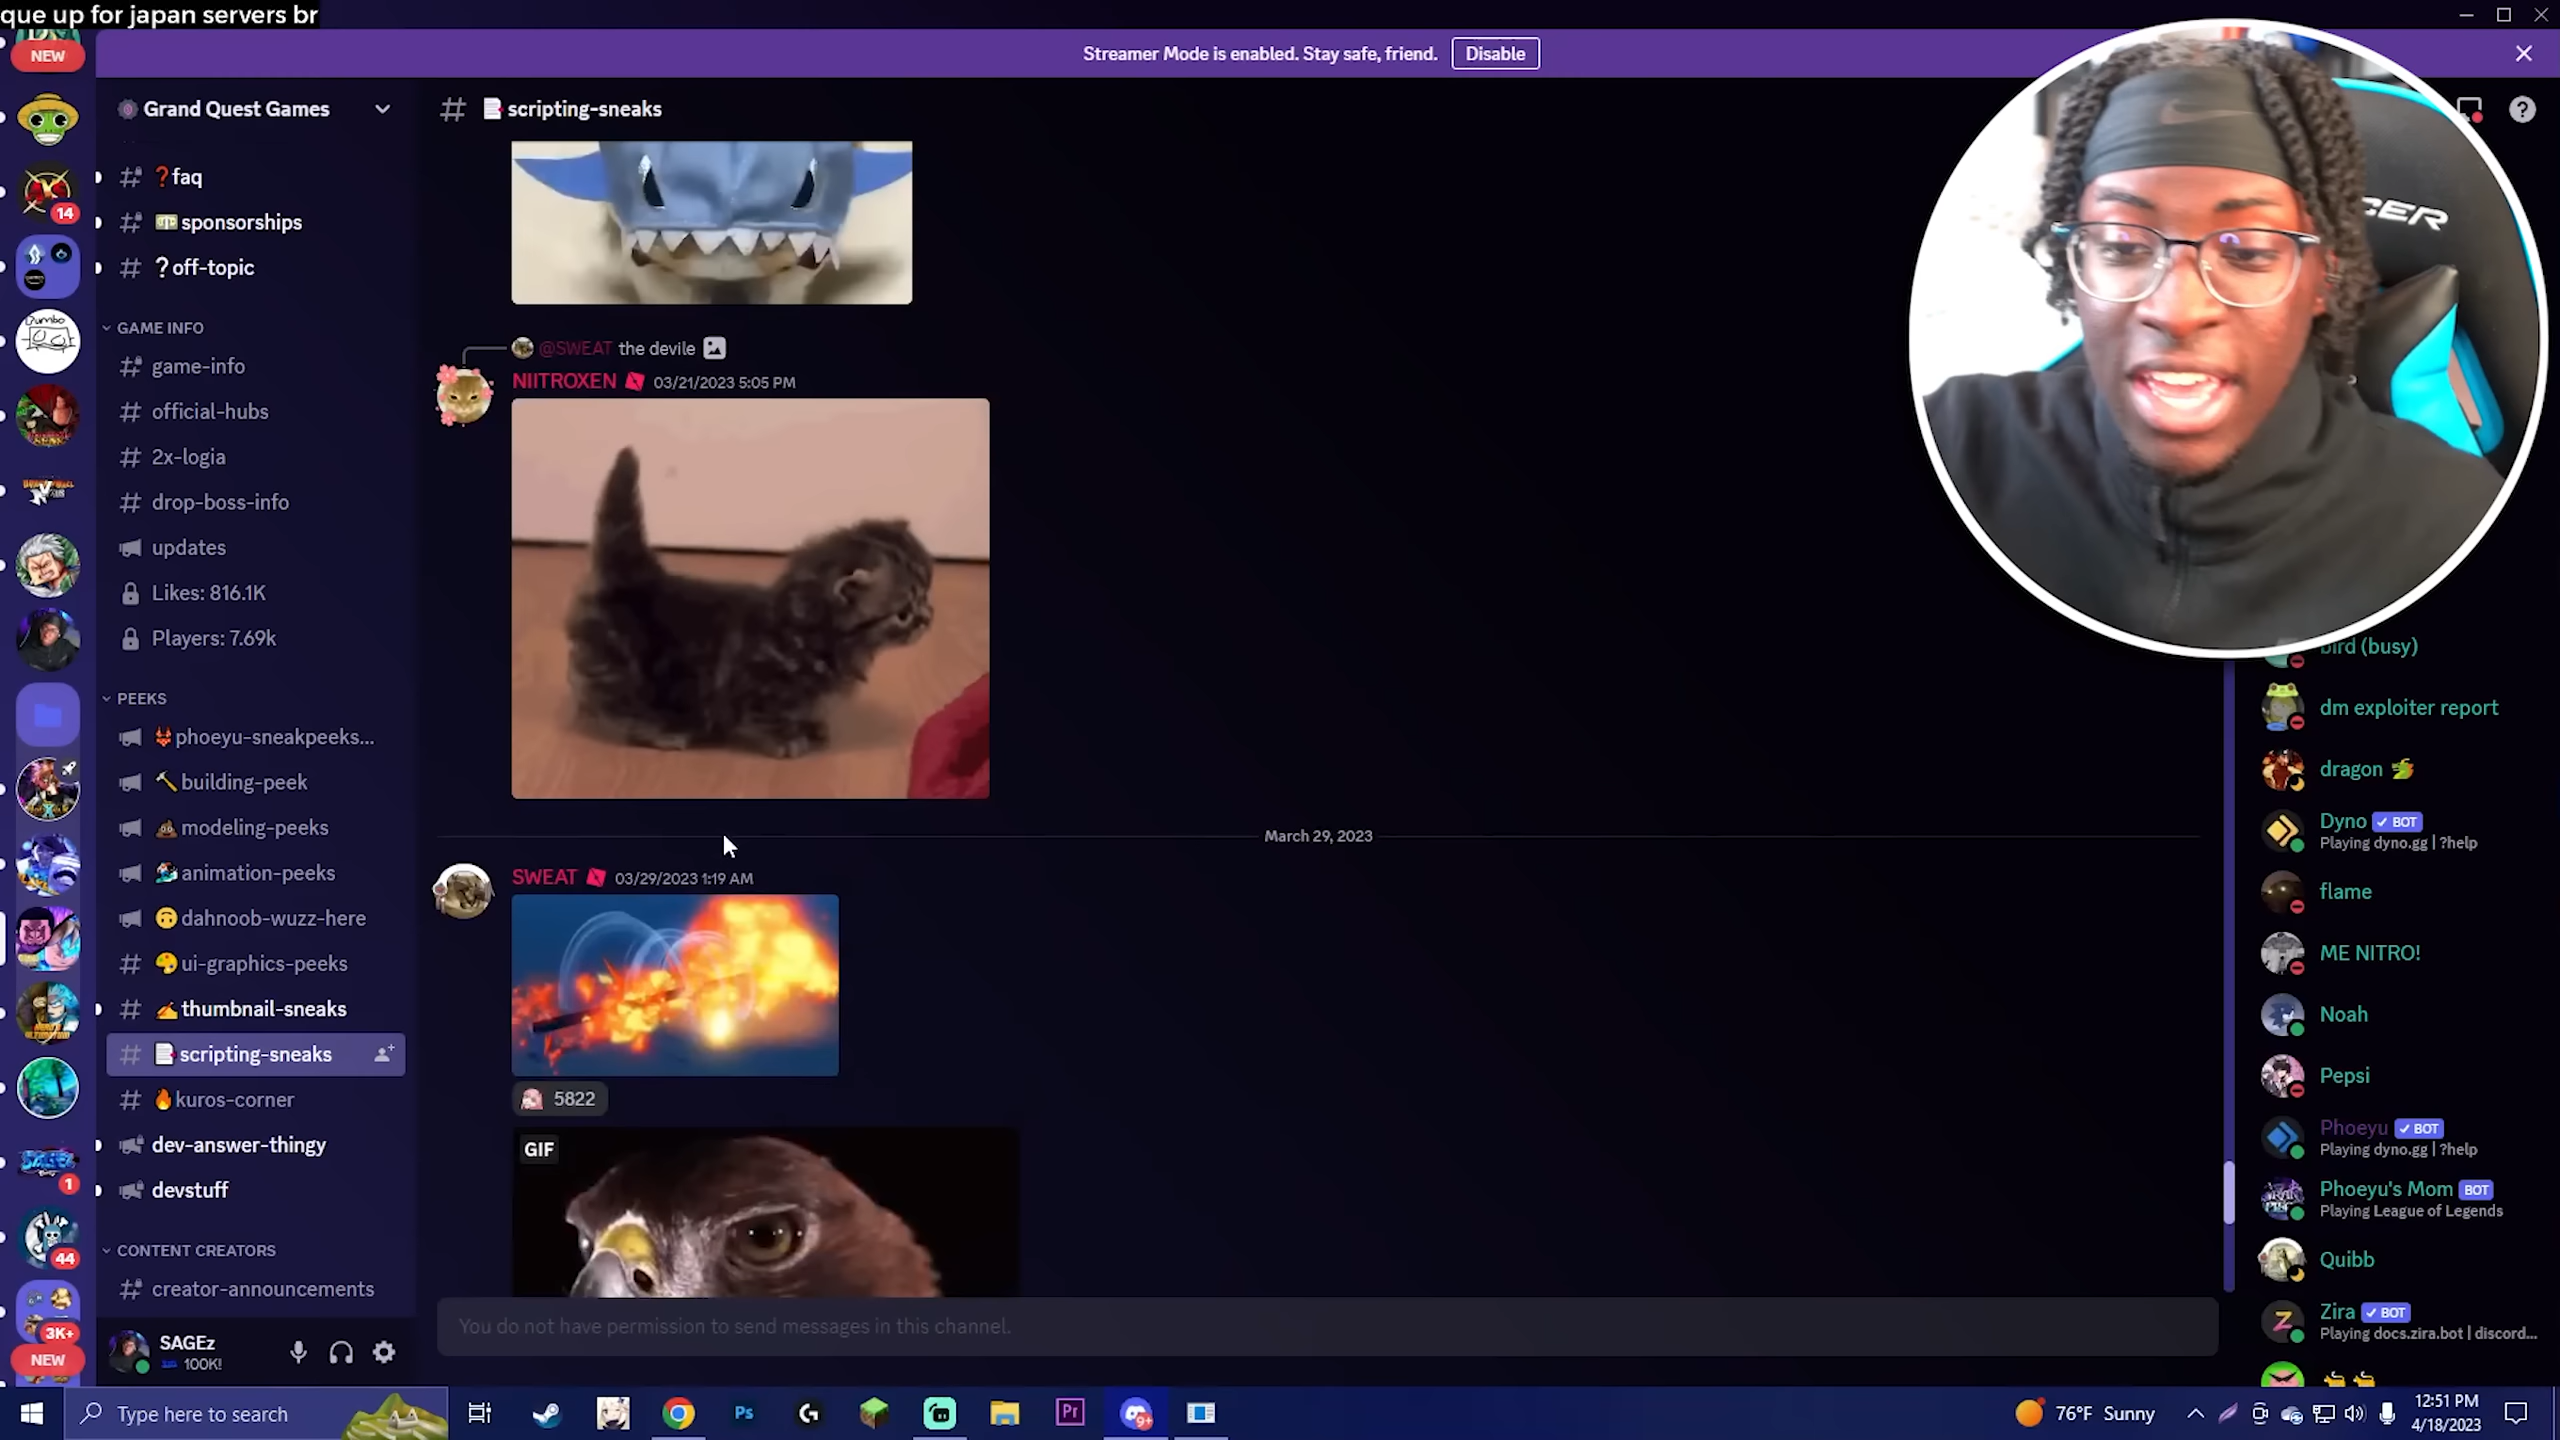 que up for japan servers br
Streamer Mode is enabled. Stay safe, friend. Disable
NEW
14
1
44
3K+
NEW
Grand Quest Games
faq
sponsorships
off-topic
GAME INFO
game-info
official-hubs
2x-logia
drop-boss-info
updates
Likes: 816.1K
Players: 7.69k
PEEKS
phoeyu-sneakpeeks...
building-peek
modeling-peeks
animation-peeks
dahnoob-wuzz-here
ui-graphics-peeks
thumbnail-sneaks
scripting-sneaks
kuros-corner
dev-answer-thingy
devstuff
CONTENT CREATORS
creator-announcements
SAGEz
100K!
scripting-sneaks
@SWEAT the devile
NIITROXEN 03/21/2023 5:05 PM
March 29, 2023
SWEAT 03/29/2023 1:19 AM
5822
GIF
You do not have permission to send messages in this channel.
bird (busy)
dm exploiter report
dragon
Dyno BOT
Playing dyno.gg | ?help
flame
ME NITRO!
Noah
Pepsi
Phoeyu BOT
Playing dyno.gg | ?help
Phoeyu's Mom BOT
Playing League of Legends
Quibb
Zira BOT
Playing docs.zira.bot | discord...
Type here to search
Ps
Pr
9+
76°F Sunny
12:51 PM
4/18/2023